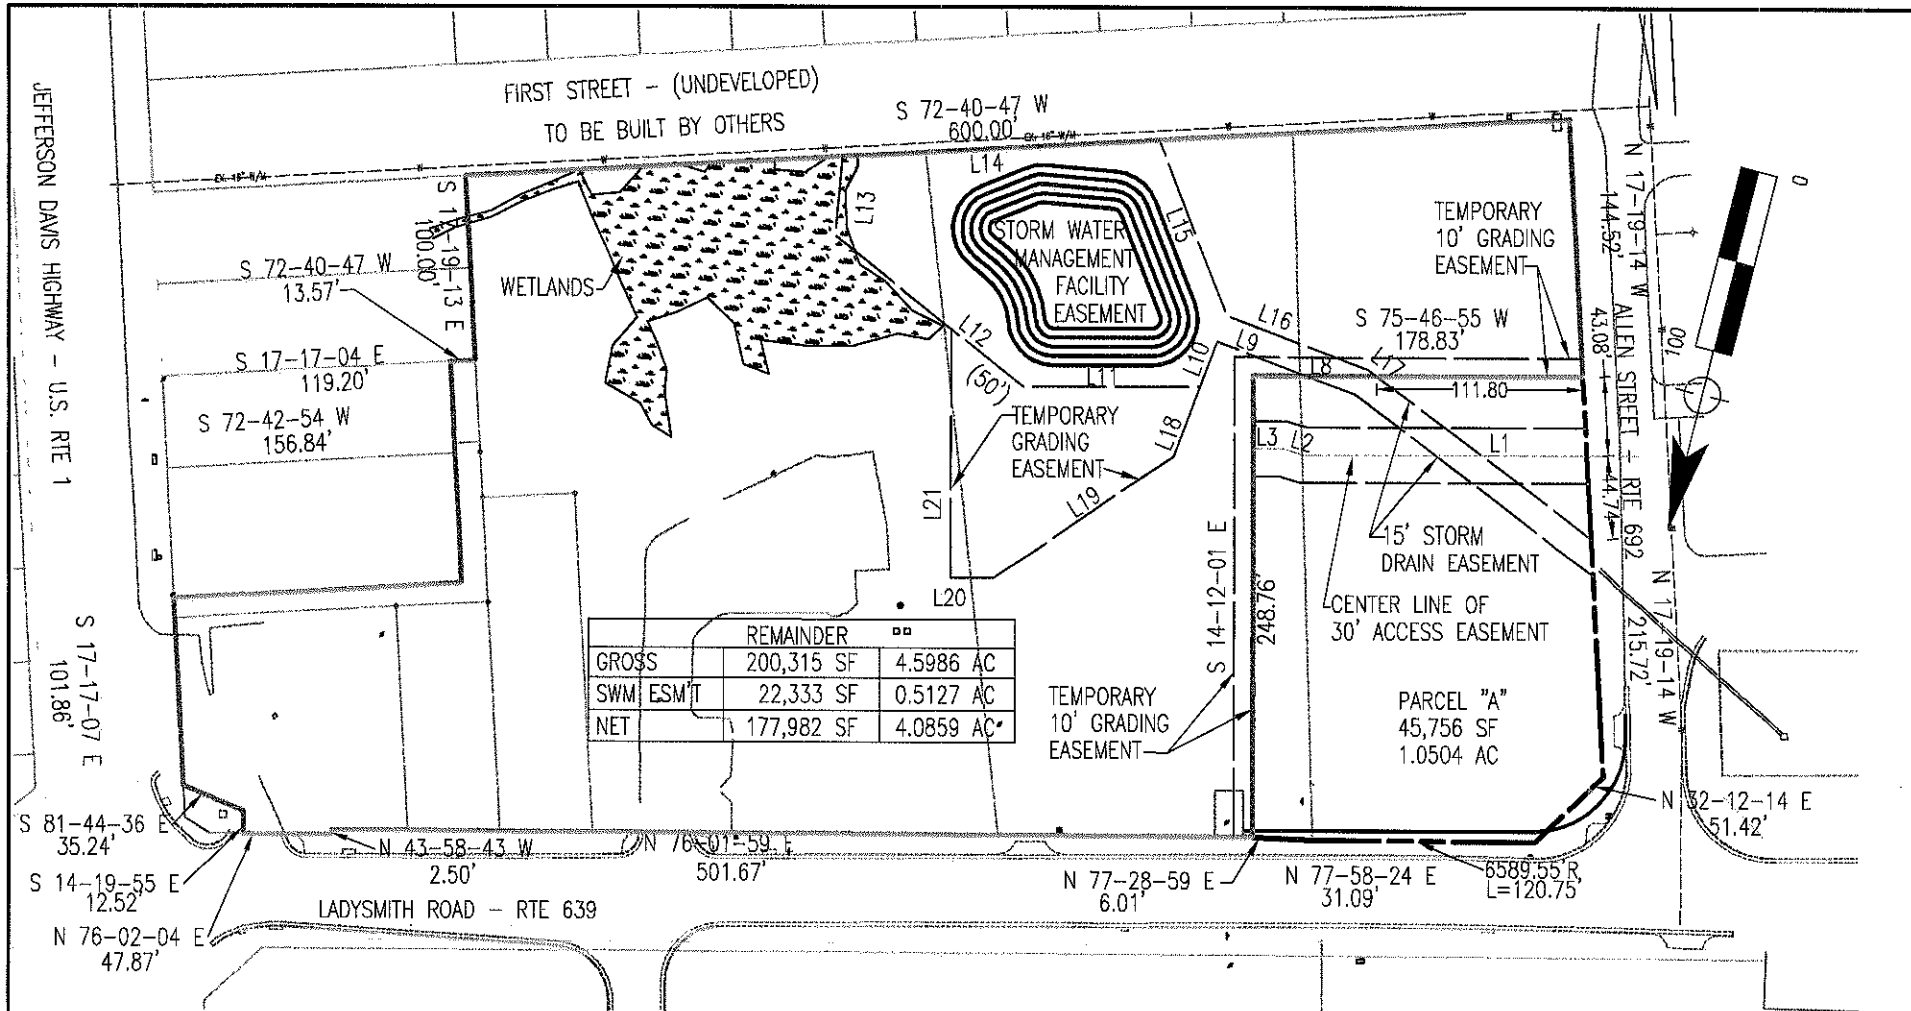 FIRST STREET - (UNDEVELOPED)
TO BE BUILT BY OTHERS
S 72-40-47 W
600.00'
EX. 16" W/M
EX. 16" W/M
JEFFERSON DAVIS HIGHWAY - U.S. RTE 1
S 17-19-13 E
100.00'
S 72-40-47 W
13.57'
S 17-17-04 E
119.20'
S 72-42-54 W
156.84'
WETLANDS
L13
L14
L15
STORM WATER
MANAGEMENT
FACILITY
EASEMENT
L12
(50')
L11
L10
L9
L16
L8
L17
TEMPORARY
10' GRADING
EASEMENT
S 75-46-55 W
178.83'
111.80
N 17-19-14 W
144.52'
43.08'
44.74'
ALLEN STREET - RTE 692
0
100
TEMPORARY
GRADING
EASEMENT
L18
L19
L21
L20
L3
L2
L1
15' STORM
DRAIN EASEMENT
CENTER LINE OF
30' ACCESS EASEMENT
S 14-12-01 E
248.76'
N 17-19-14 W
215.72'
REMAINDER
GROSS 200,315 SF 4.5986 AC
SWM ESM'T 22,333 SF 0.5127 AC
NET 177,982 SF 4.0859 AC
TEMPORARY
10' GRADING
EASEMENT
PARCEL "A"
45,756 SF
1.0504 AC
S 17-17-07 E
101.86'
S 81-44-36 E
35.24'
S 14-19-55 E
12.52'
N 76-02-04 E
47.87'
N 43-58-43 W
2.50'
N 76-01-59 E
501.67'
LADYSMITH ROAD - RTE 639
N 77-28-59 E
6.01'
N 77-58-24 E
31.09'
6589.55'R
L=120.75'
N 32-12-14 E
51.42'